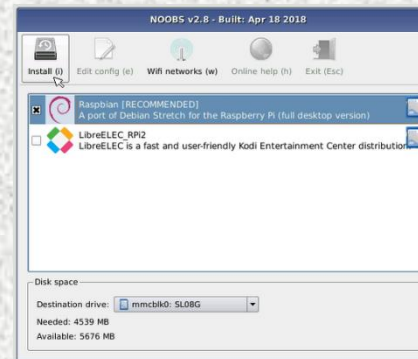 NOOBS v2.8 - Built: Apr 18 2018
Install (i) Edit config (e) Wifi networks (w) Online help (h) Exit (Esc)
Raspbian [RECOMMENDED]
A port of Debian Stretch for the Raspberry Pi (full desktop version)
LibreELEC_RPi2
LibreELEC is a fast and user-friendly Kodi Entertainment Center distribution
Disk space
Destination drive: mmcblk0: SL08G
Needed: 4539 MB
Available: 5676 MB